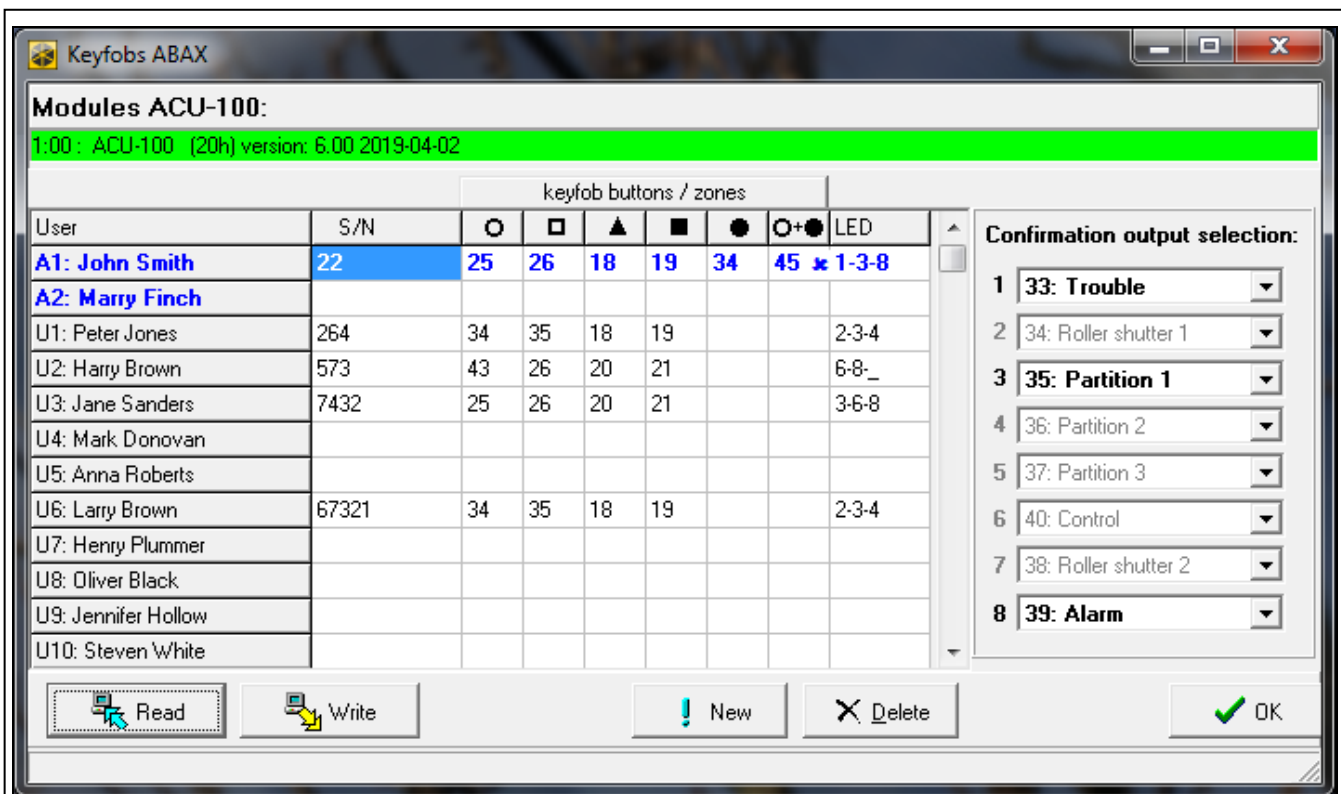 Keyfobs ABAX
Modules ACU-100:
1:00 : ACU-100 (20h) version: 6.00 2019-04-02
keyfob buttons / zones
User S/N ○ □ ▲ ■ ● ○+● LED
A1: John Smith 22 25 26 18 19 34 45 1-3-8
A2: Marry Finch
U1: Peter Jones 264 34 35 18 19 2-3-4
U2: Harry Brown 573 43 26 20 21 6-8-_
U3: Jane Sanders 7432 25 26 20 21 3-6-8
U4: Mark Donovan
U5: Anna Roberts
U6: Larry Brown 67321 34 35 18 19 2-3-4
U7: Henry Plummer
U8: Oliver Black
U9: Jennifer Hollow
U10: Steven White
Confirmation output selection:
1 33: Trouble
2 34: Roller shutter 1
3 35: Partition 1
4 36: Partition 2
5 37: Partition 3
6 40: Control
7 38: Roller shutter 2
8 39: Alarm
Read Write New Delete OK